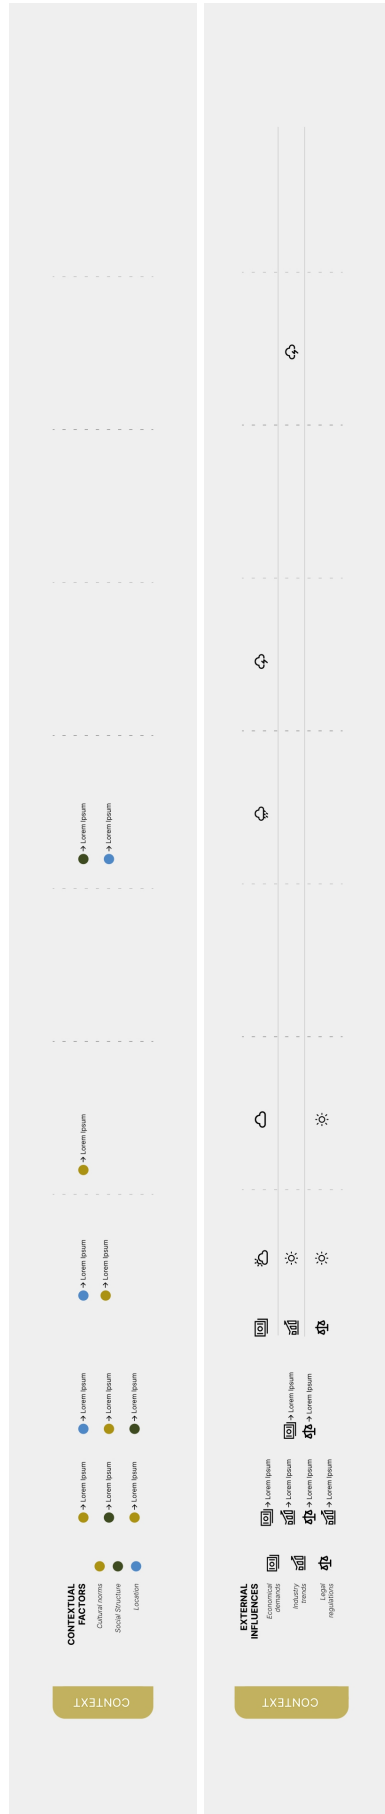 CONTEXT
CONTEXTUAL
FACTORS
Cultural norms
Social Structure
Location
→ Lorem Ipsum
→ Lorem Ipsum
→ Lorem Ipsum
→ Lorem Ipsum
→ Lorem Ipsum
→ Lorem Ipsum
→ Lorem Ipsum
→ Lorem Ipsum
→ Lorem Ipsum
→ Lorem Ipsum
→ Lorem Ipsum
CONTEXT
EXTERNAL
INFLUENCES
Economical
demands
Industry
trends
Legal
regulations
→ Lorem Ipsum
→ Lorem Ipsum
→ Lorem Ipsum
→ Lorem Ipsum
→ Lorem Ipsum
→ Lorem Ipsum